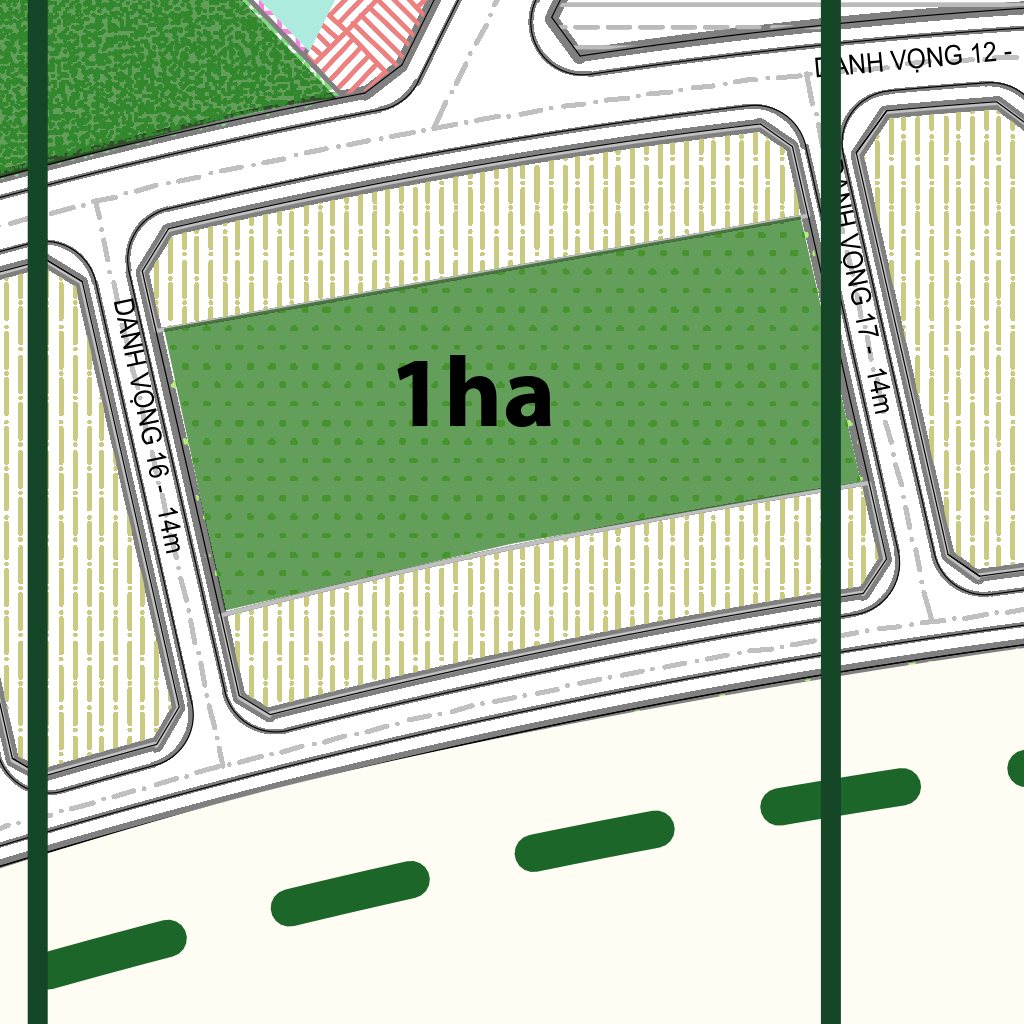 DANH VỌNG 12 -
DANH VỌNG 17 - 14m
DANH VỌNG 16 - 14m
1ha